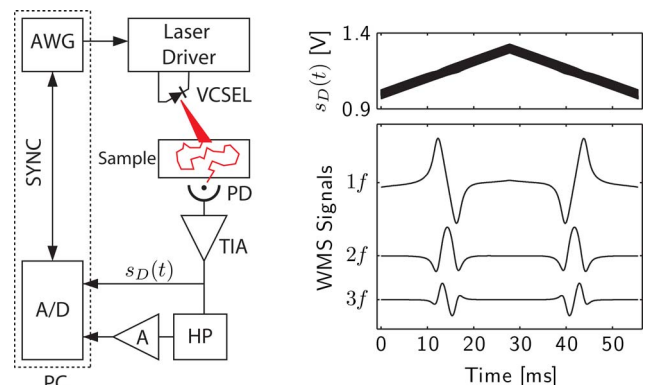 AWG
Laser
Driver
VCSEL
SYNC
Sample
PD
TIA
s_D(t)
A/D
A
HP
PC
s_D(t) [V]
1.4
0.9
WMS Signals
1f
2f
3f
0 10 20 30 40 50
Time [ms]